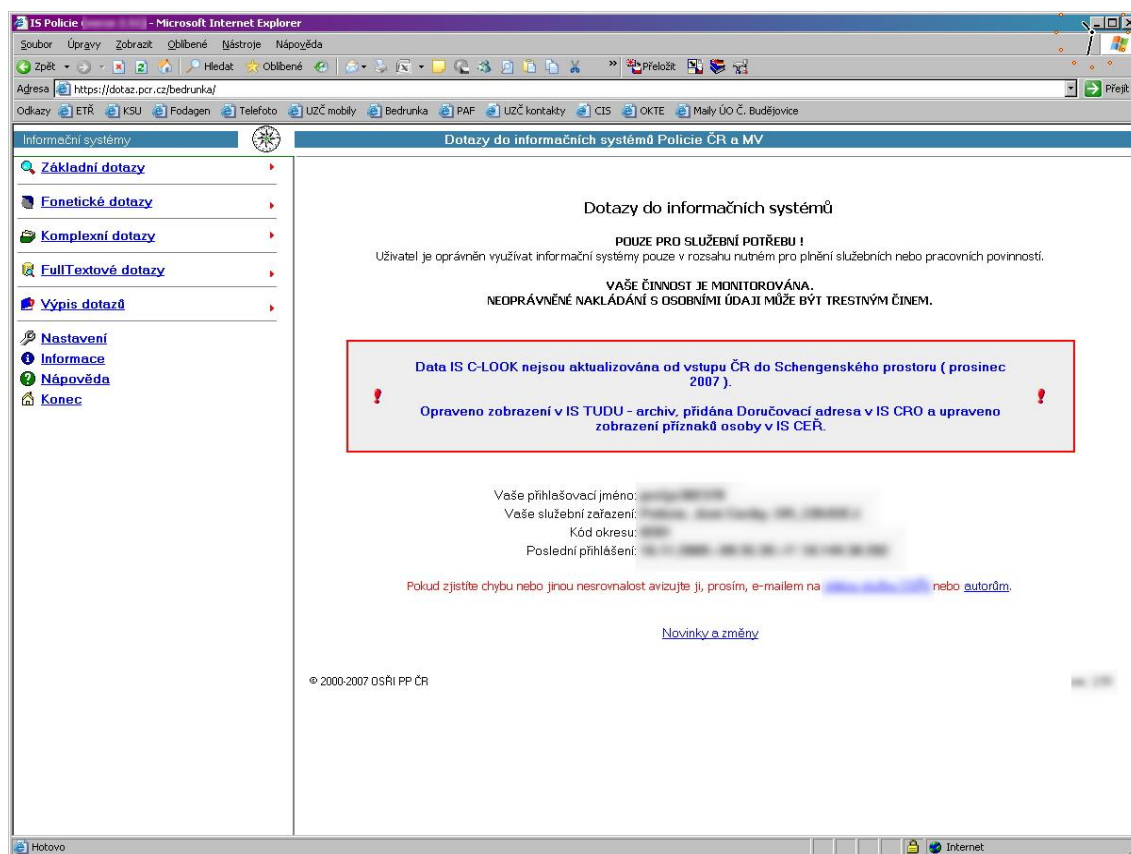 IS Policie - Microsoft Internet Explorer
Soubor Úpravy Zobrazit Oblíbené Nástroje Nápověda
Zpět Hledat Oblíbené » Přeložit
Adresa https://dotaz.pcr.cz/bedrunka/ Přejít
Odkazy ETŘ KSU Fodagen Telefoto UZČ mobily Bedrunka PAF UZČ kontakty CIS OKTE Maily ÚO Č. Budějovice
Informační systémy
Dotazy do informačních systémů Policie ČR a MV
Základní dotazy
Fonetické dotazy
Komplexní dotazy
FullTextové dotazy
Výpis dotazů
Nastavení
Informace
Nápověda
Konec
Dotazy do informačních systémů
POUZE PRO SLUŽEBNÍ POTŘEBU !
Uživatel je oprávněn využívat informační systémy pouze v rozsahu nutném pro plnění služebních nebo pracovních povinností.
VAŠE ČINNOST JE MONITOROVÁNA.
NEOPRÁVNĚNÉ NAKLÁDÁNÍ S OSOBNÍMI ÚDAJI MŮŽE BÝT TRESTNÝM ČINEM.
Data IS C-LOOK nejsou aktualizována od vstupu ČR do Schengenského prostoru ( prosinec
2007 ).
Opraveno zobrazení v IS TUDU - archiv, přidána Doručovací adresa v IS CRO a upraveno
zobrazení příznaků osoby v IS CEŘ.
Vaše přihlašovací jméno:
Vaše služební zařazení:
Kód okresu:
Poslední přihlášení:
Pokud zjistíte chybu nebo jinou nesrovnalost avizujte ji, prosím, e-mailem na nebo autorům.
Novinky a změny
© 2000-2007 OSŘI PP ČR
Hotovo Internet